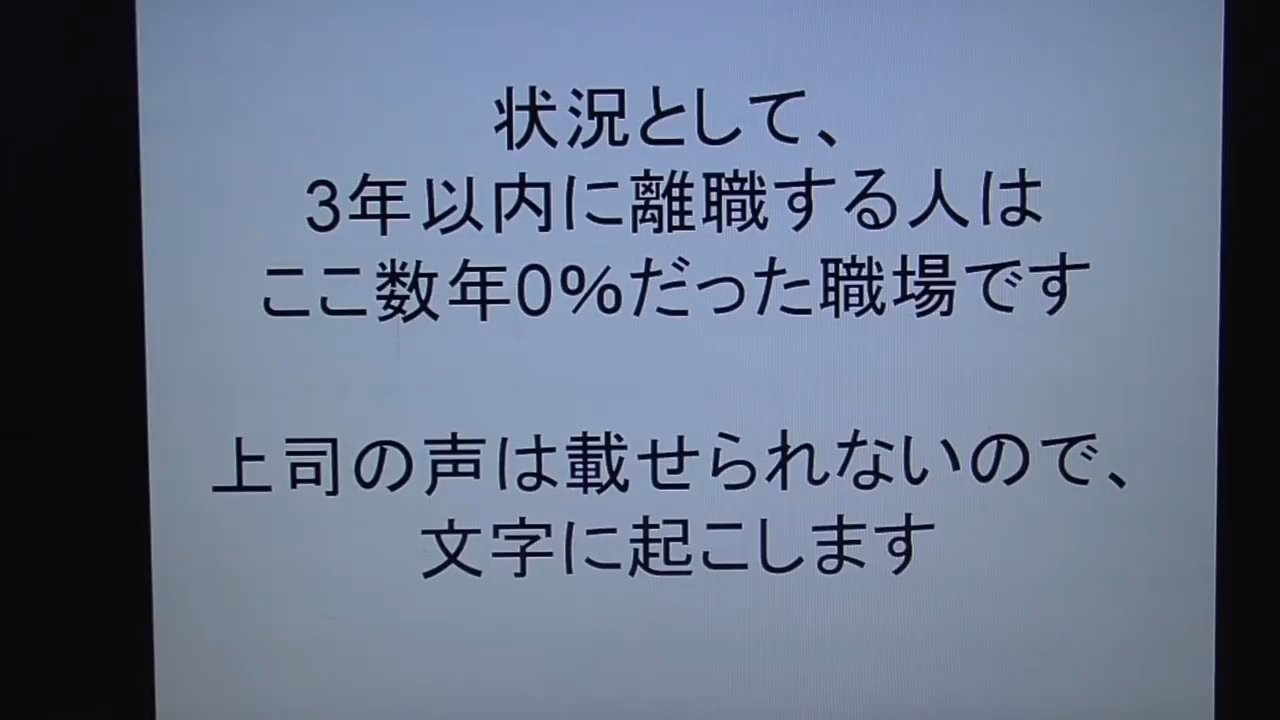 状況として、
3年以内に離職する人は
ここ数年0%だった職場です
上司の声は載せられないので、
文字に起こします